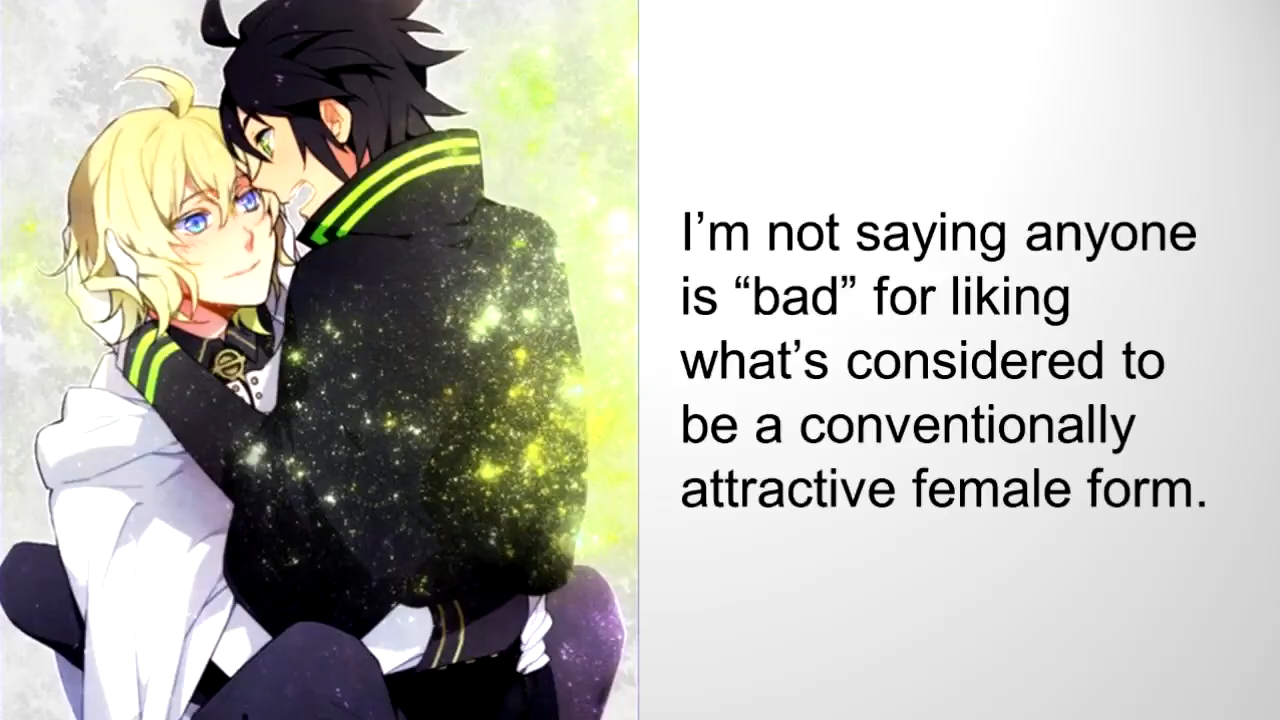 I’m not saying anyone
is “bad” for liking
what’s considered to
be a conventionally
attractive female form.